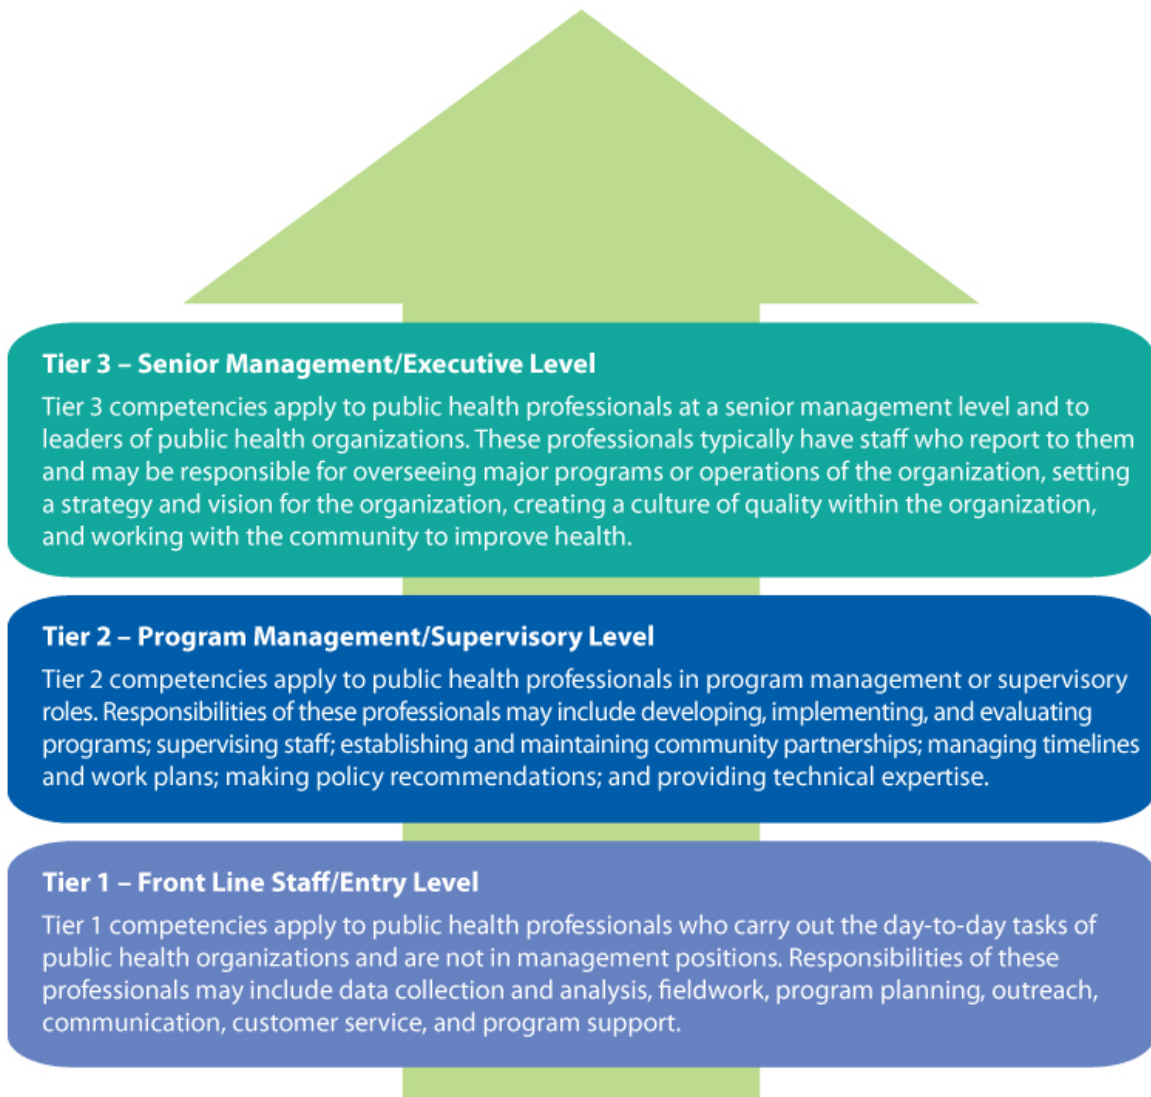 Tier 3 – Senior Management/Executive Level
Tier 3 competencies apply to public health professionals at a senior management level and to
leaders of public health organizations. These professionals typically have staff who report to them
and may be responsible for overseeing major programs or operations of the organization, setting
a strategy and vision for the organization, creating a culture of quality within the organization,
and working with the community to improve health.
Tier 2 – Program Management/Supervisory Level
Tier 2 competencies apply to public health professionals in program management or supervisory
roles. Responsibilities of these professionals may include developing, implementing, and evaluating
programs; supervising staff; establishing and maintaining community partnerships; managing timelines
and work plans; making policy recommendations; and providing technical expertise.
Tier 1 – Front Line Staff/Entry Level
Tier 1 competencies apply to public health professionals who carry out the day-to-day tasks of
public health organizations and are not in management positions. Responsibilities of these
professionals may include data collection and analysis, fieldwork, program planning, outreach,
communication, customer service, and program support.